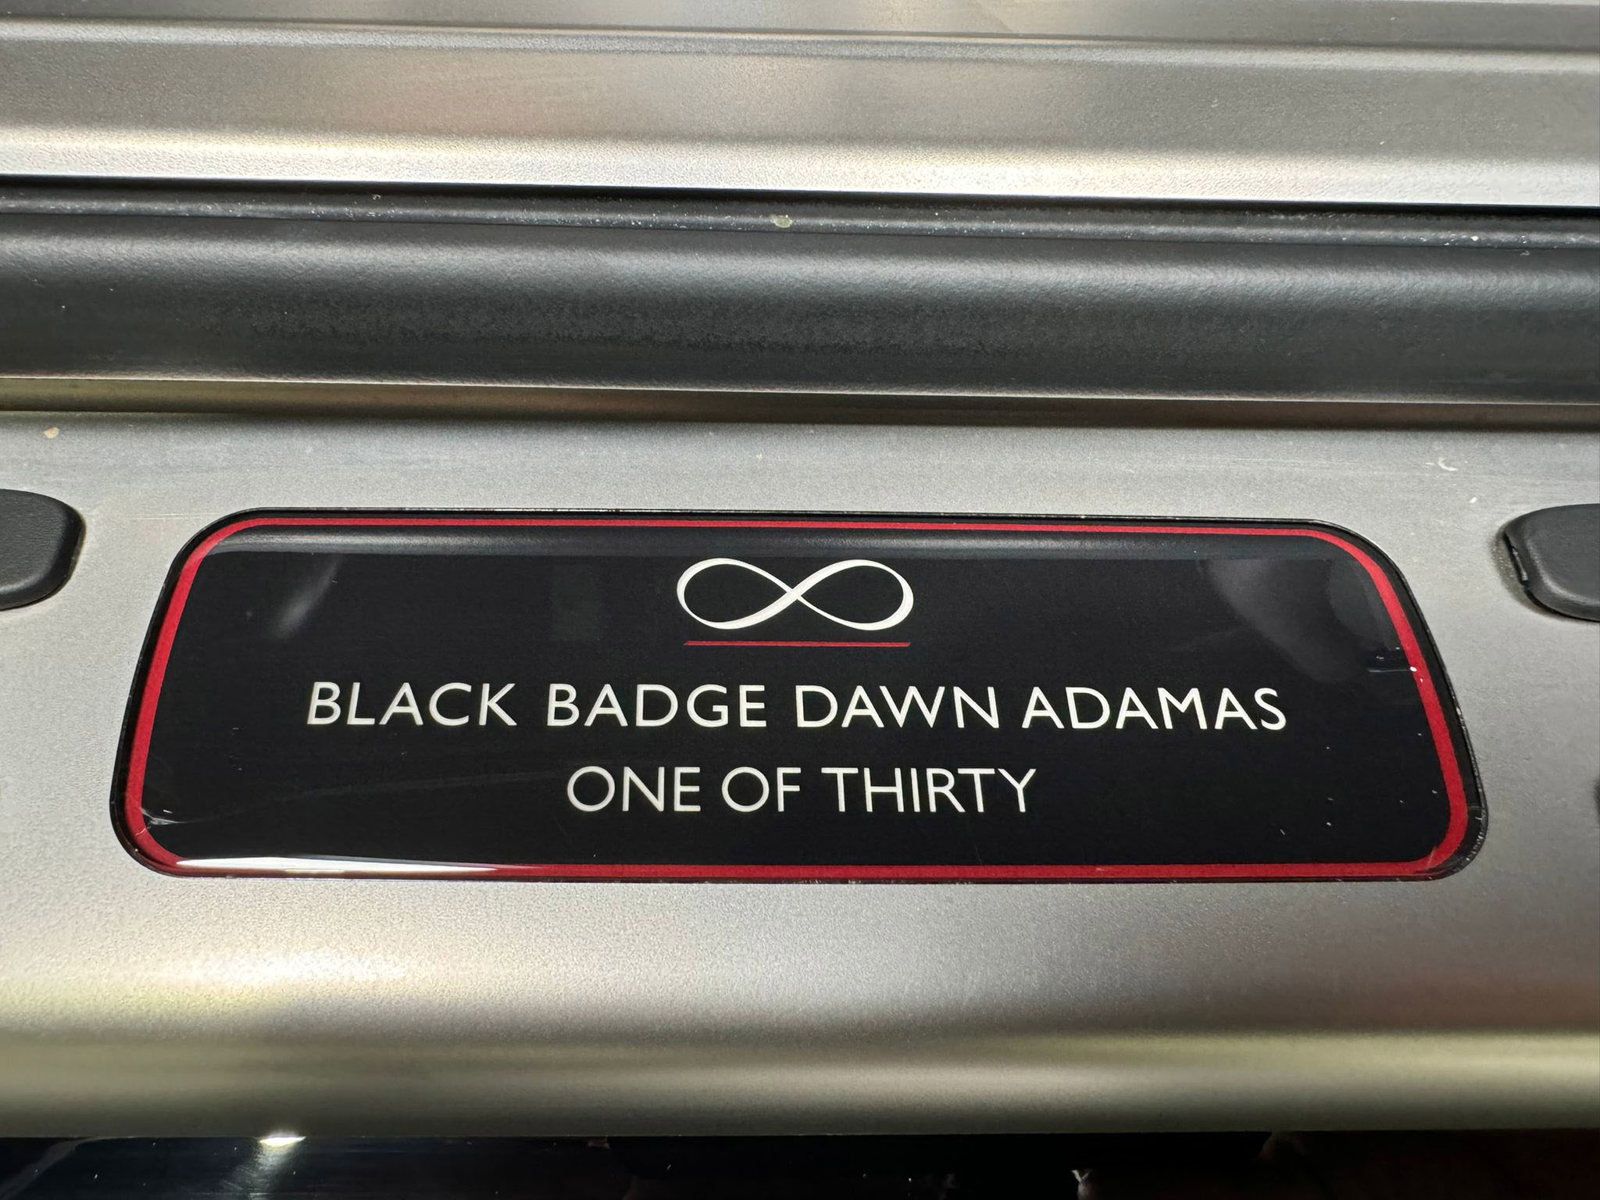 BLACK BADGE DAWN ADAMAS
ONE OF THIRTY